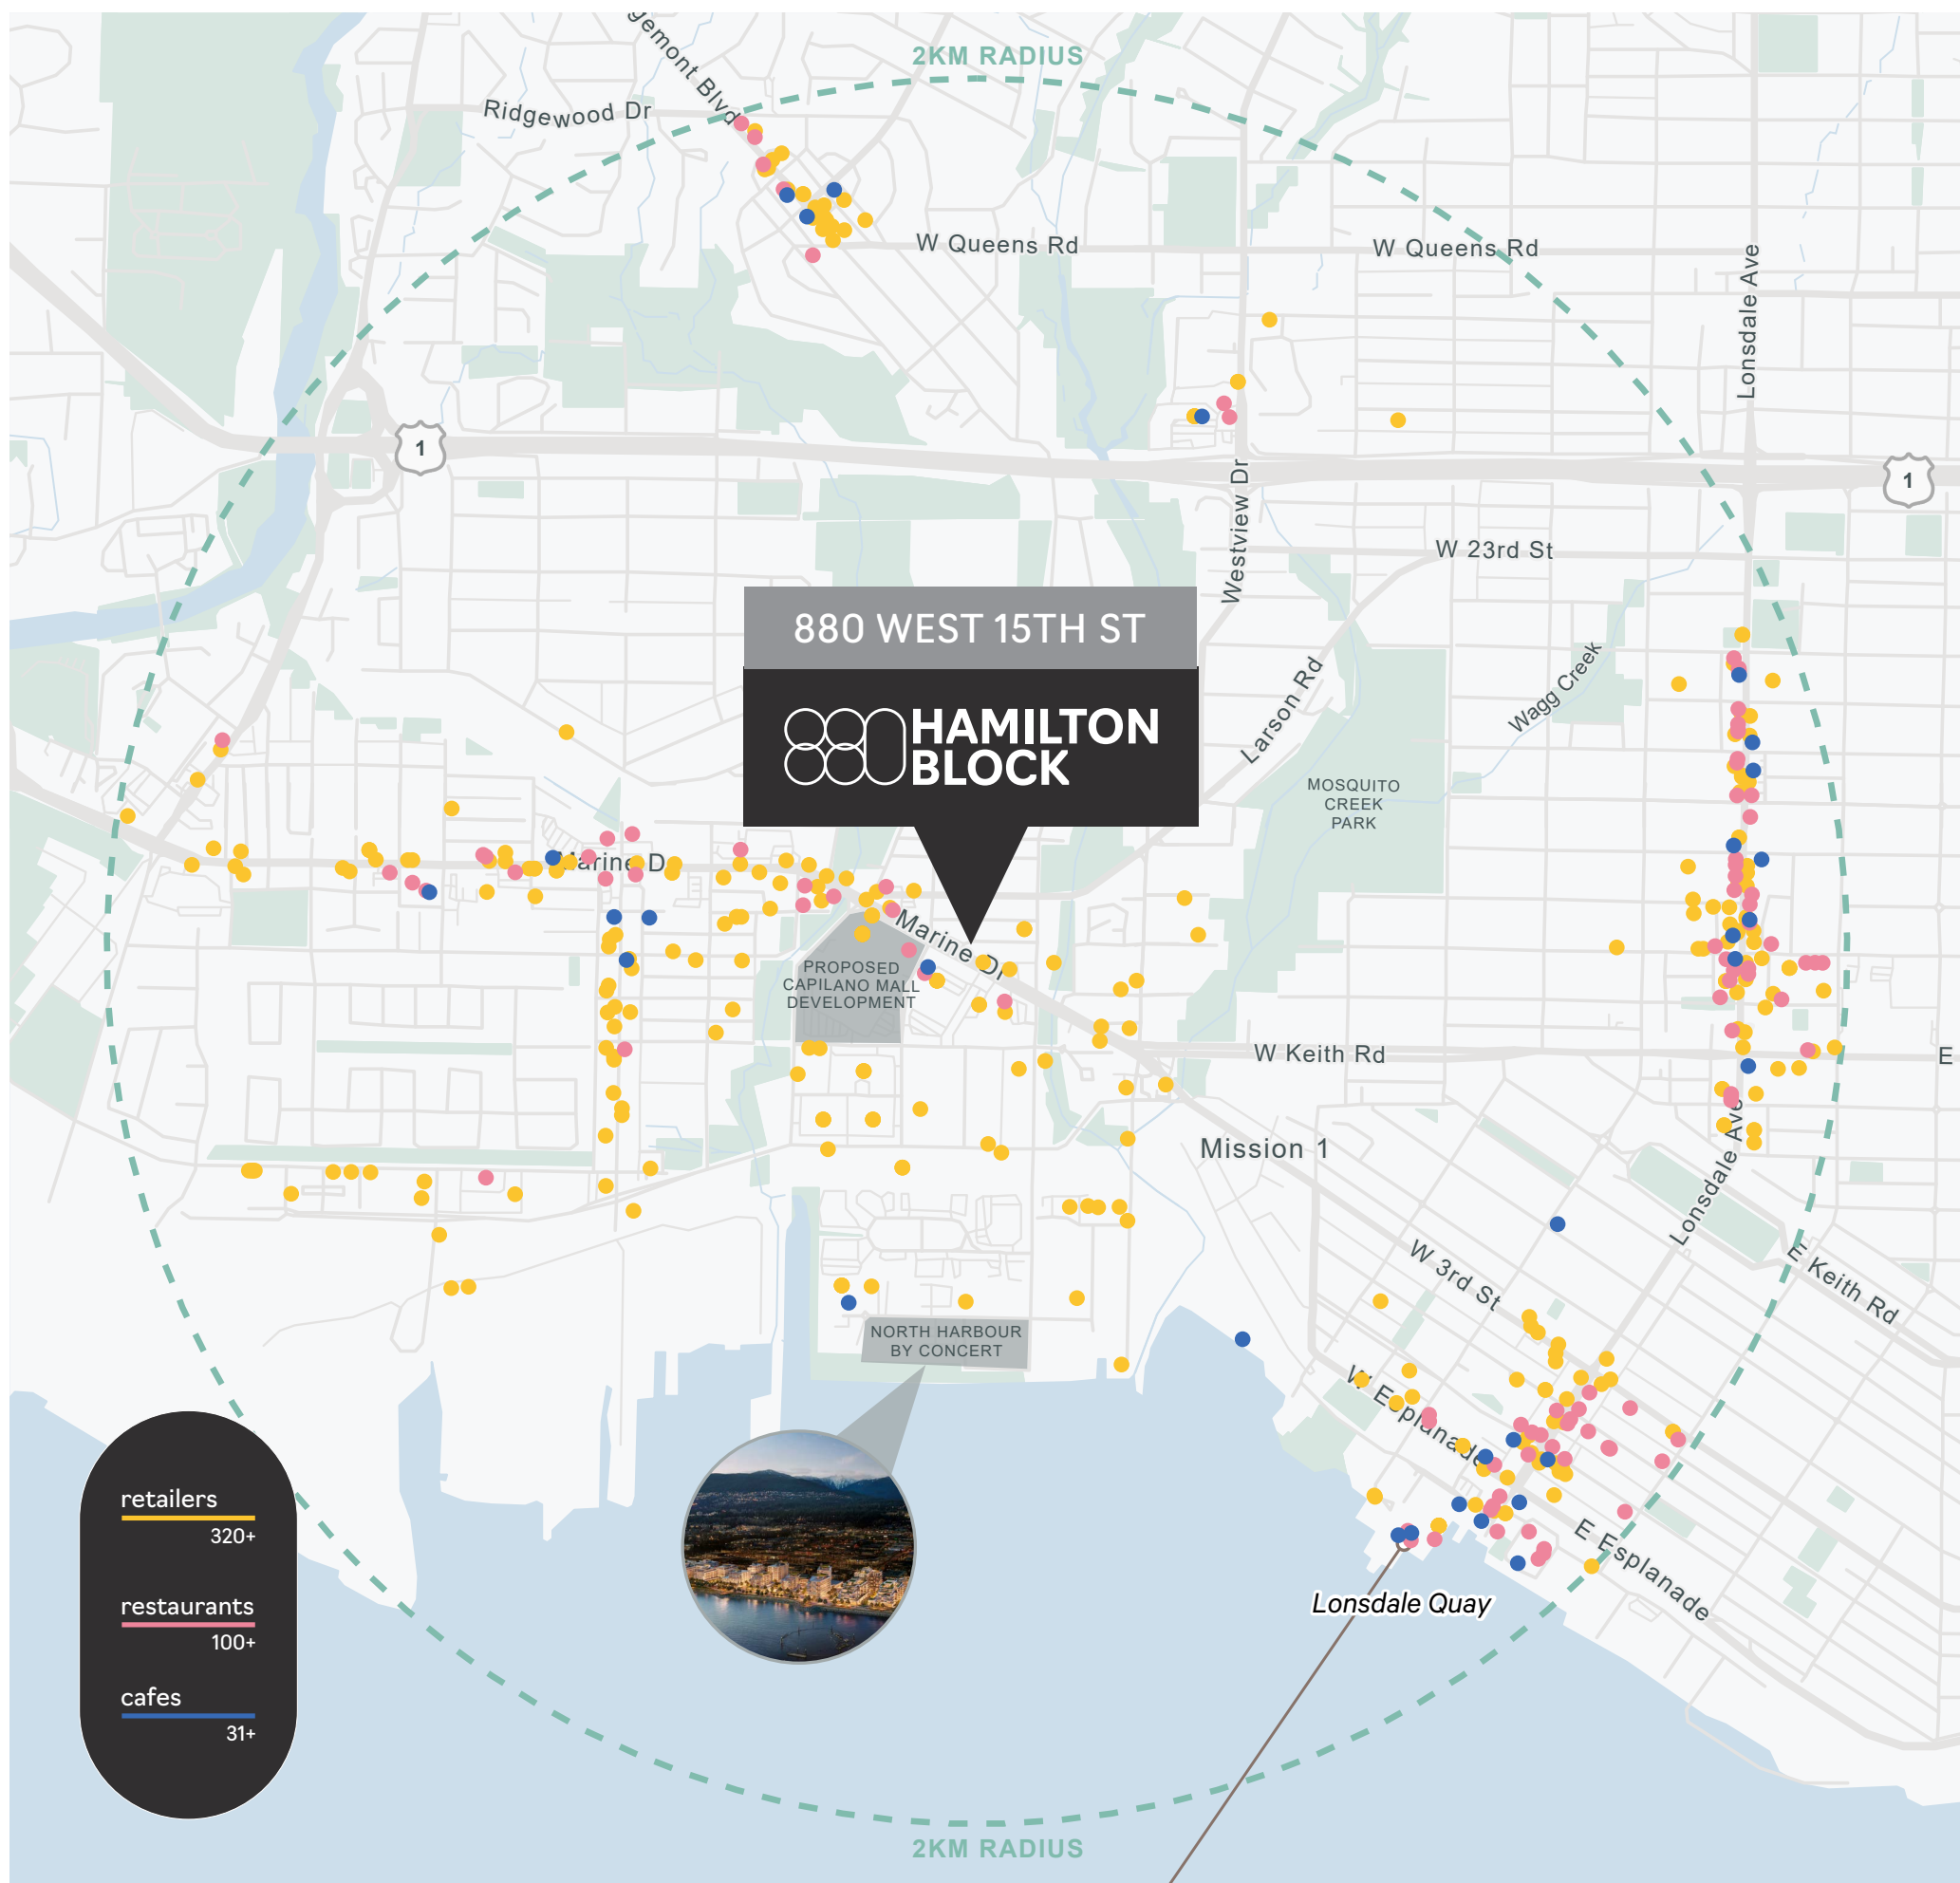 2KM RADIUS
gemont Blvd
Ridgewood Dr
W Queens Rd
W Queens Rd
Lonsdale Ave
1
1
Westview Dr
W 23rd St
880 WEST 15TH ST
880 HAMILTON
BLOCK
Larson Rd
Wagg Creek
MOSQUITO
CREEK
PARK
Marine D
Marine Dr
PROPOSED
CAPILANO MALL
DEVELOPMENT
W Keith Rd
E
Mission 1
Lonsdale Ave
W 3rd St
E Keith Rd
NORTH HARBOUR
BY CONCERT
W Esplanade
E Esplanade
Lonsdale Quay
retailers
320+
restaurants
100+
cafes
31+
2KM RADIUS